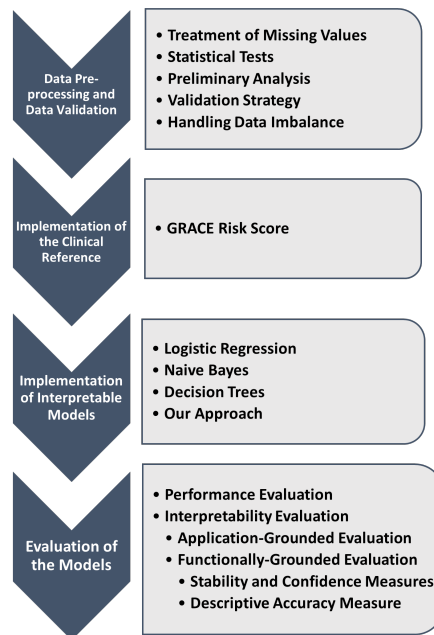 Data Pre-
processing and
Data Validation
• Treatment of Missing Values
• Statistical Tests
• Preliminary Analysis
• Validation Strategy
• Handling Data Imbalance
Implementation of
the Clinical
Reference
• GRACE Risk Score
Implementation
of Interpretable
Models
• Logistic Regression
• Naive Bayes
• Decision Trees
• Our Approach
Evaluation of
the Models
• Performance Evaluation
• Interpretability Evaluation
• Application-Grounded Evaluation
• Functionally-Grounded Evaluation
• Stability and Confidence Measures
• Descriptive Accuracy Measure